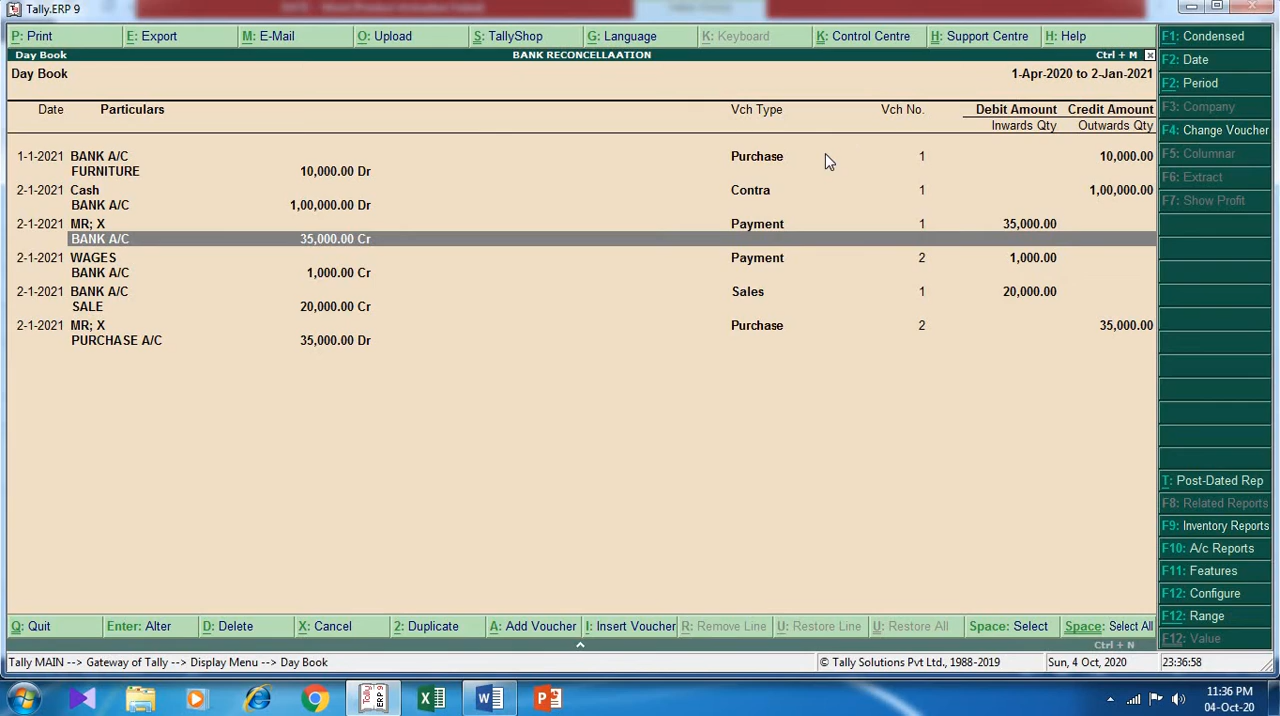 Tally.ERP 9
P: Print E: Export M: E-Mail O: Upload S: TallyShop G: Language K: Keyboard K: Control Centre H: Support Centre H: Help
Day Book BANK RECONCELLAATION Ctrl + M
Day Book 1-Apr-2020 to 2-Jan-2021
Date Particulars Vch Type Vch No. Debit Amount Credit Amount
Inwards Qty Outwards Qty
1-1-2021 BANK A/C Purchase 1 10,000.00
FURNITURE 10,000.00 Dr
2-1-2021 Cash Contra 1 1,00,000.00
BANK A/C 1,00,000.00 Dr
2-1-2021 MR; X Payment 1 35,000.00
BANK A/C 35,000.00 Cr
2-1-2021 WAGES Payment 2 1,000.00
BANK A/C 1,000.00 Cr
2-1-2021 BANK A/C Sales 1 20,000.00
SALE 20,000.00 Cr
2-1-2021 MR; X Purchase 2 35,000.00
PURCHASE A/C 35,000.00 Dr
F1: Condensed
F2: Date
F2: Period
F3: Company
F4: Change Voucher
F5: Columnar
F6: Extract
F7: Show Profit
T: Post-Dated Rep
F8: Related Reports
F9: Inventory Reports
F10: A/c Reports
F11: Features
F12: Configure
F12: Range
F12: Value
Q: Quit Enter: Alter D: Delete X: Cancel 2: Duplicate A: Add Voucher I: Insert Voucher R: Remove Line U: Restore Line U: Restore All Space: Select Space: Select All
Ctrl + N
Tally MAIN --> Gateway of Tally --> Display Menu --> Day Book © Tally Solutions Pvt Ltd., 1988-2019 Sun, 4 Oct, 2020 23:36:58
11:36 PM
04-Oct-20